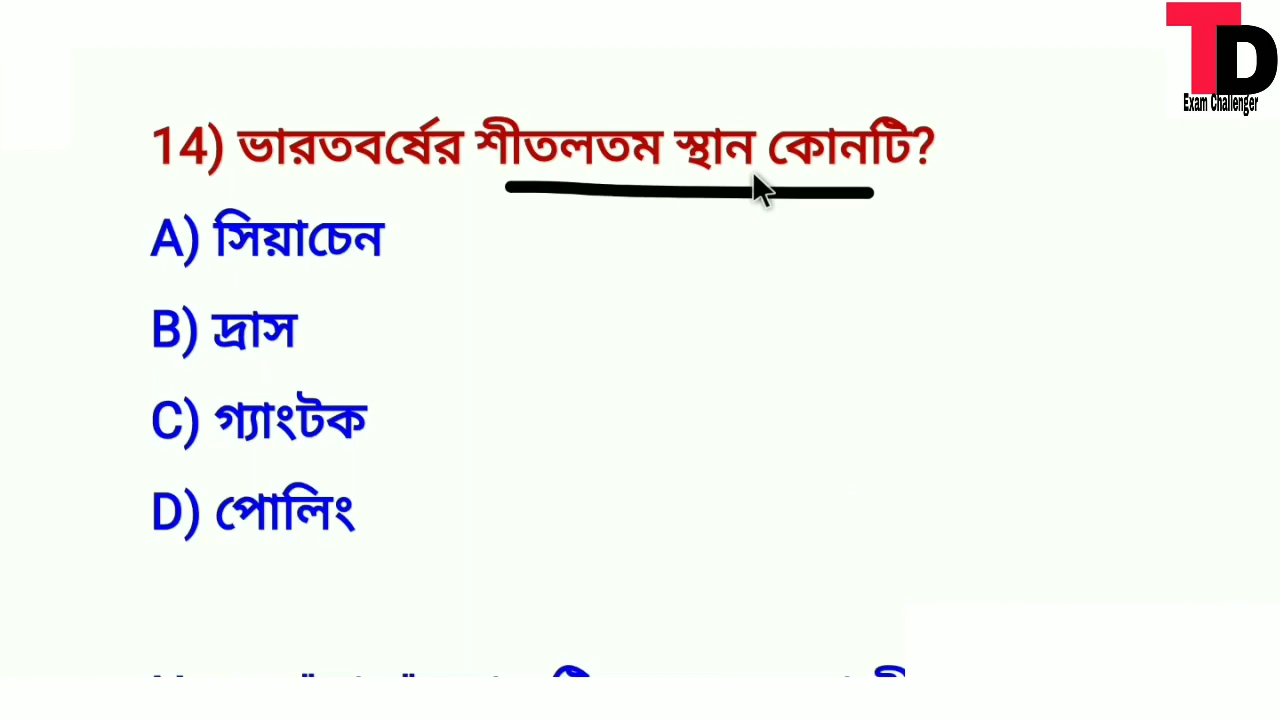 TD
Exam Challenger
14) ভারতবর্ষের শীতলতম স্থান কোনটি?
A) সিয়াচেন
B) দ্রাস
C) গ্যাংটক
D) পোলিং